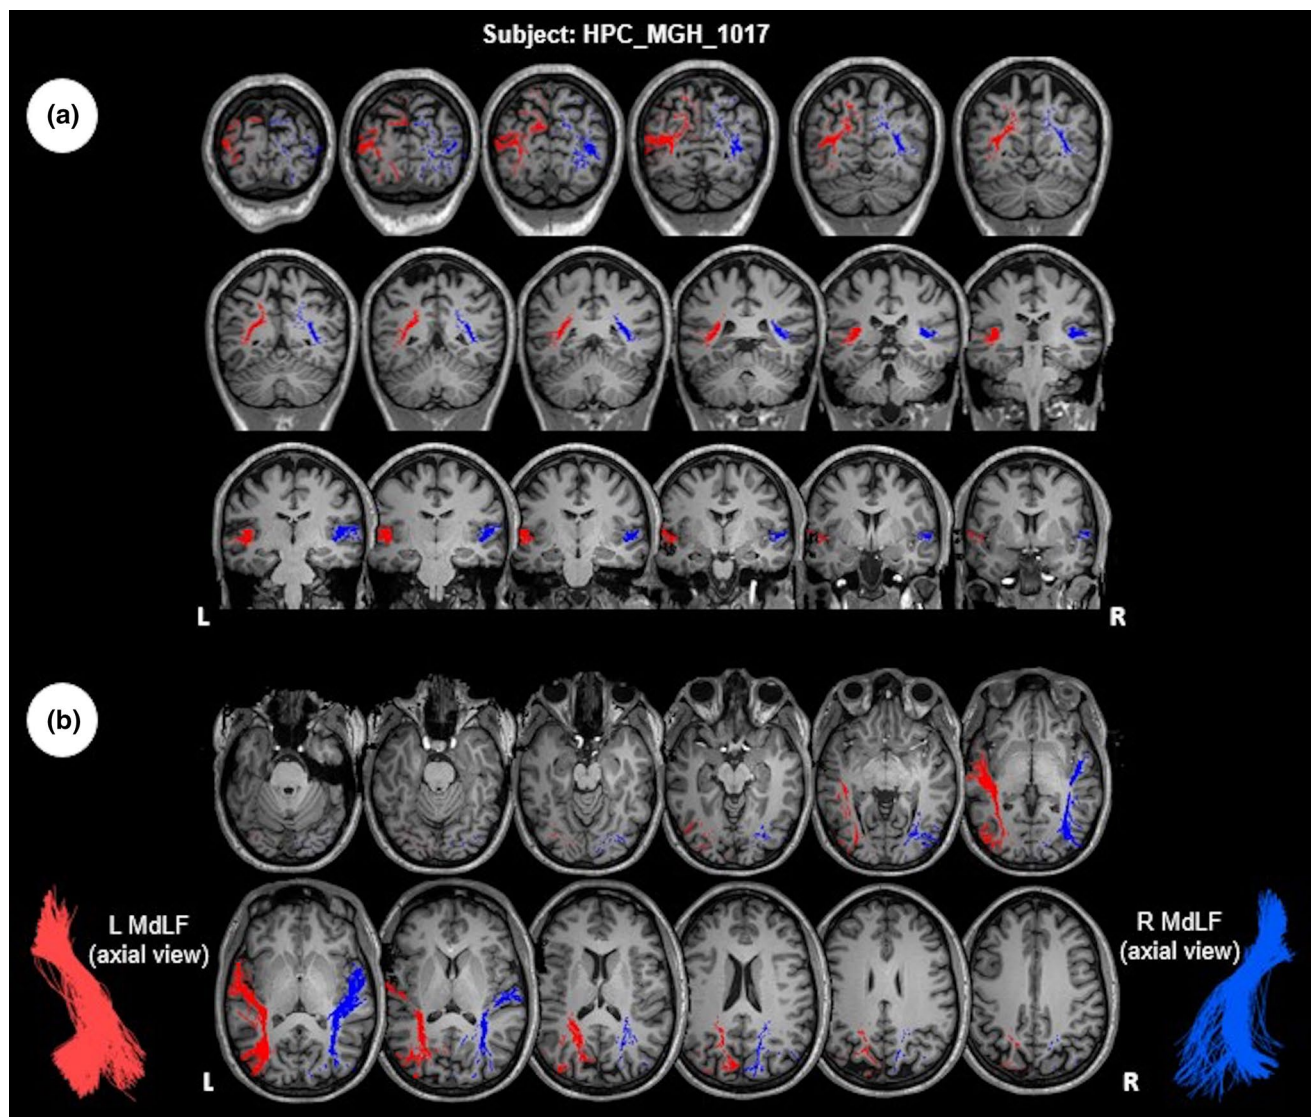 Subject: HPC_MGH_1017
(a)
L
R
(b)
L MdLF
(axial view)
R MdLF
(axial view)
L
R